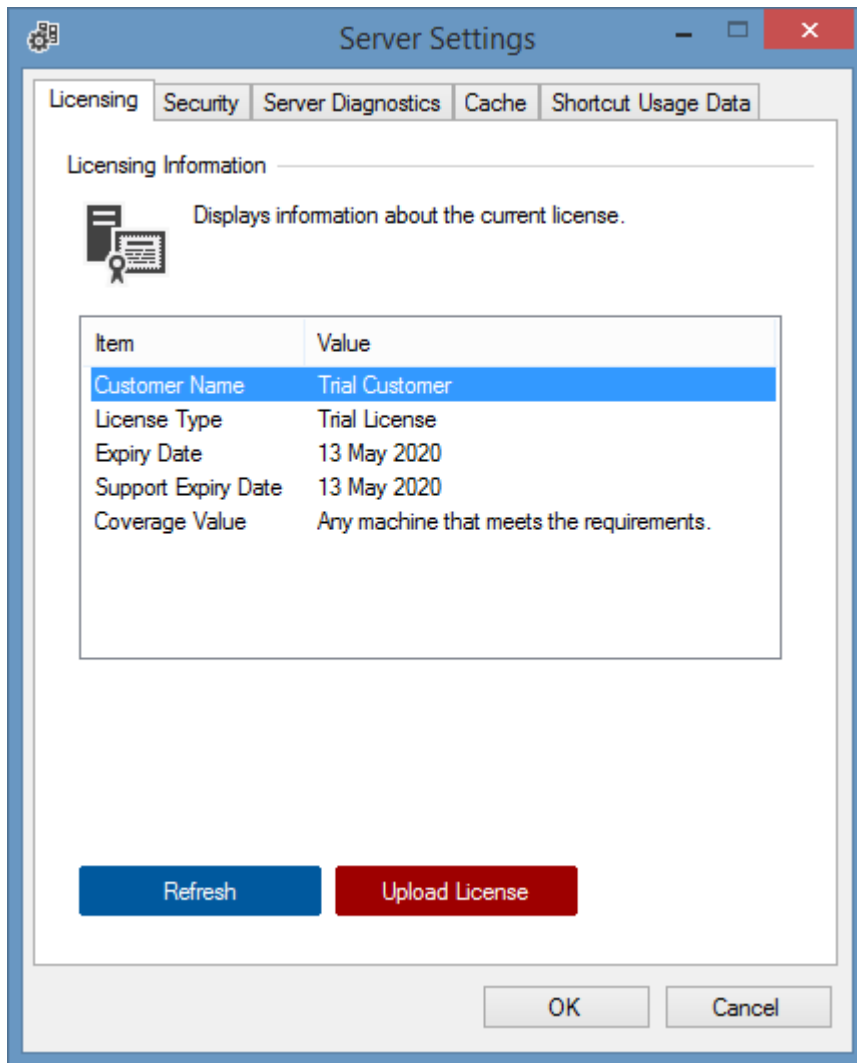 Server Settings
Licensing Security Server Diagnostics Cache Shortcut Usage Data
Licensing Information
Displays information about the current license.
Item Value
Customer Name Trial Customer
License Type Trial License
Expiry Date 13 May 2020
Support Expiry Date 13 May 2020
Coverage Value Any machine that meets the requirements.
Refresh Upload License
OK Cancel